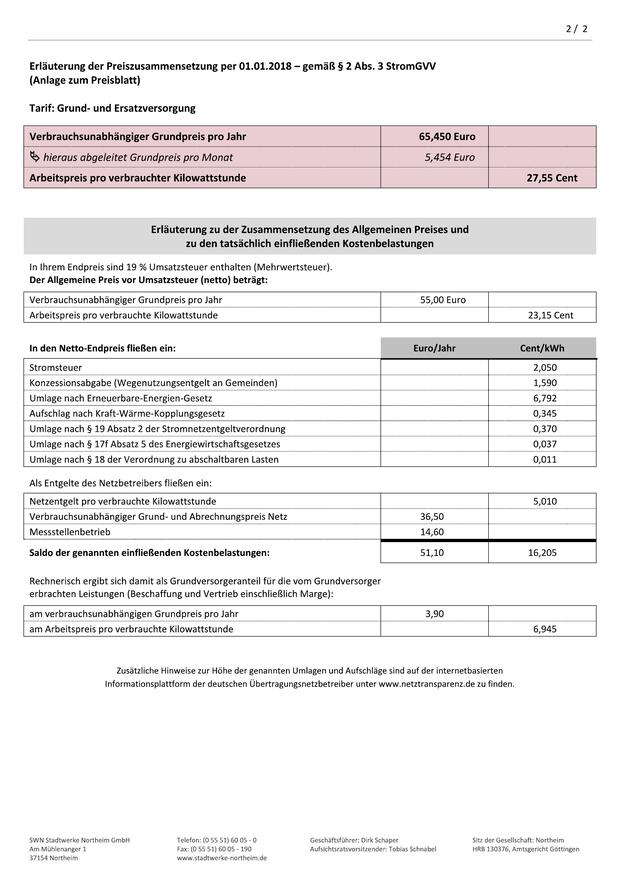 2 / 2
Erläuterung der Preiszusammensetzung per 01.01.2018 – gemäß § 2 Abs. 3 StromGVV
(Anlage zum Preisblatt)
Tarif: Grund- und Ersatzversorgung
Verbrauchsunabhängiger Grundpreis pro Jahr 65,450 Euro
hieraus abgeleitet Grundpreis pro Monat 5,454 Euro
Arbeitspreis pro verbrauchter Kilowattstunde 27,55 Cent
Erläuterung zu der Zusammensetzung des Allgemeinen Preises und
zu den tatsächlich einfließenden Kostenbelastungen
In Ihrem Endpreis sind 19 % Umsatzsteuer enthalten (Mehrwertsteuer).
Der Allgemeine Preis vor Umsatzsteuer (netto) beträgt:
Verbrauchsunabhängiger Grundpreis pro Jahr 55,00 Euro
Arbeitspreis pro verbrauchte Kilowattstunde 23,15 Cent
In den Netto-Endpreis fließen ein: Euro/Jahr Cent/kWh
Stromsteuer 2,050
Konzessionsabgabe (Wegenutzungsentgelt an Gemeinden) 1,590
Umlage nach Erneuerbare-Energien-Gesetz 6,792
Aufschlag nach Kraft-Wärme-Kopplungsgesetz 0,345
Umlage nach § 19 Absatz 2 der Stromnetzentgeltverordnung 0,370
Umlage nach § 17f Absatz 5 des Energiewirtschaftsgesetzes 0,037
Umlage nach § 18 der Verordnung zu abschaltbaren Lasten 0,011
Als Entgelte des Netzbetreibers fließen ein:
Netzentgelt pro verbrauchte Kilowattstunde 5,010
Verbrauchsunabhängiger Grund- und Abrechnungspreis Netz 36,50
Messstellenbetrieb 14,60
Saldo der genannten einfließenden Kostenbelastungen: 51,10 16,205
Rechnerisch ergibt sich damit als Grundversorgeranteil für die vom Grundversorger
erbrachten Leistungen (Beschaffung und Vertrieb einschließlich Marge):
am verbrauchsunabhängigen Grundpreis pro Jahr 3,90
am Arbeitspreis pro verbrauchte Kilowattstunde 6,945
Zusätzliche Hinweise zur Höhe der genannten Umlagen und Aufschläge sind auf der internetbasierten
Informationsplattform der deutschen Übertragungsnetzbetreiber unter www.netztransparenz.de zu finden.
SWN Stadtwerke Northeim GmbH Telefon: (0 55 51) 60 05 - 0 Geschäftsführer: Dirk Schaper Sitz der Gesellschaft: Northeim
Am Mühlenanger 1 Fax: (0 55 51) 60 05 - 190 Aufsichtsratsvorsitzender: Tobias Schnabel HRB 130376, Amtsgericht Göttingen
37154 Northeim www.stadtwerke-northeim.de